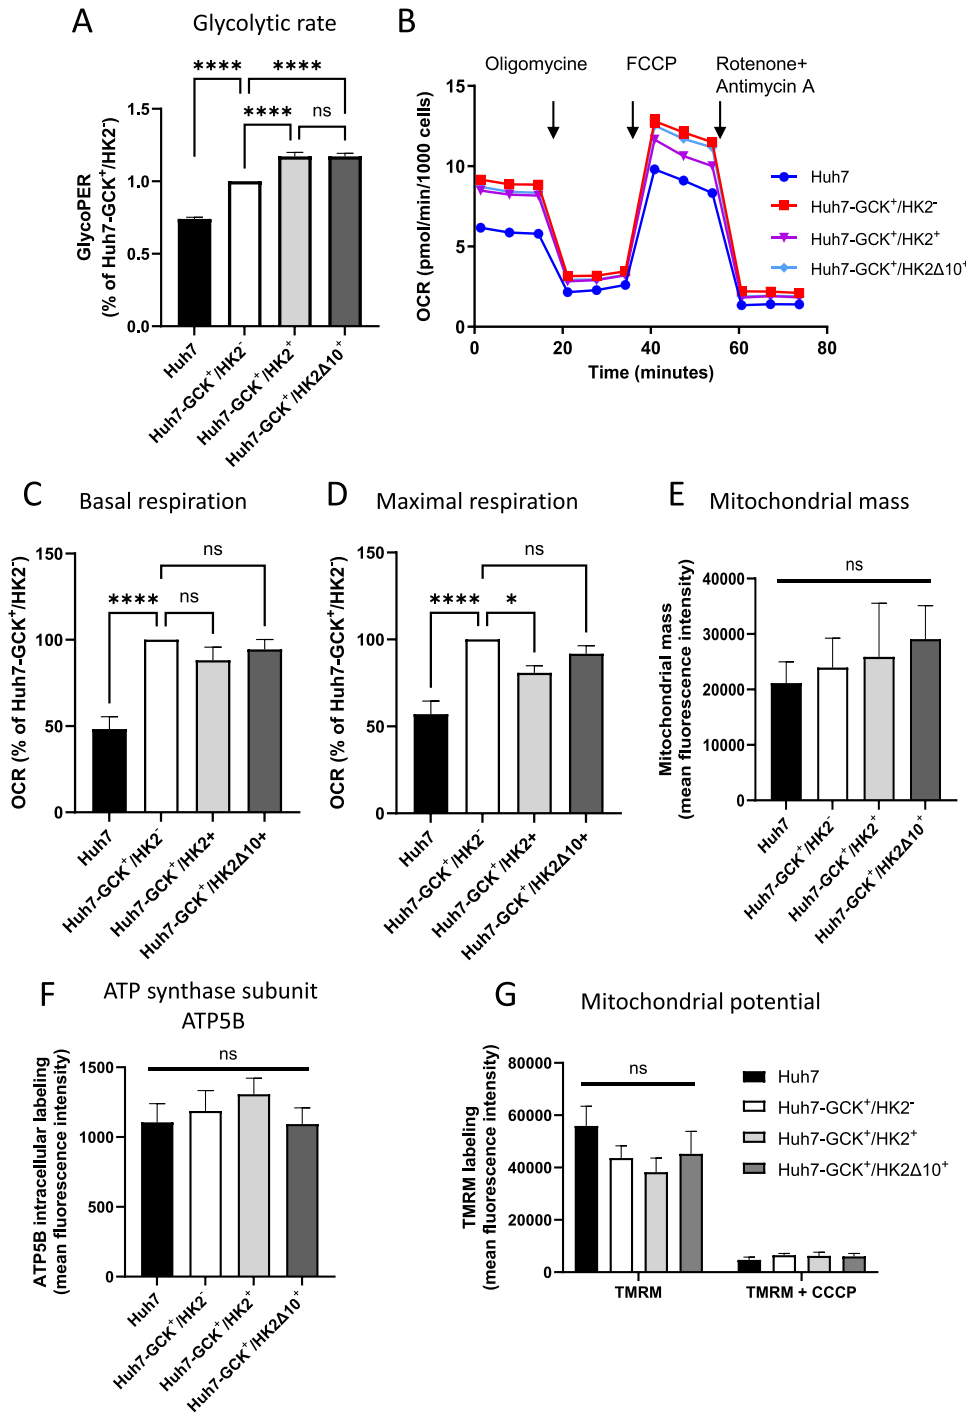 A
Glycolytic rate
****
****
****
ns
GlycoPER
(% of Huh7-GCK⁺/HK2⁻)
1.5
1.0
0.5
0.0
Huh7
Huh7-GCK⁺/HK2⁻
Huh7-GCK⁺/HK2⁺
Huh7-GCK⁺/HK2Δ10⁺
B
Oligomycine
FCCP
Rotenone+
Antimycin A
OCR (pmol/min/1000 cells)
15
10
5
0
0
20
40
60
80
Time (minutes)
Huh7
Huh7-GCK⁺/HK2⁻
Huh7-GCK⁺/HK2⁺
Huh7-GCK⁺/HK2Δ10⁺
C
Basal respiration
ns
****
ns
OCR (% of Huh7-GCK⁺/HK2⁻)
150
100
50
0
Huh7
Huh7-GCK⁺/HK2⁻
Huh7-GCK⁺/HK2+
Huh7-GCK⁺/HK2Δ10+
D
Maximal respiration
ns
****
*
OCR (% of Huh7-GCK⁺/HK2⁻)
150
100
50
0
Huh7
Huh7-GCK⁺/HK2⁻
Huh7-GCK⁺/HK2+
Huh7-GCK⁺/HK2Δ10+
E
Mitochondrial mass
ns
Mitochondrial mass
(mean fluorescence intensity)
40000
30000
20000
10000
0
Huh7
Huh7-GCK⁺/HK2⁻
Huh7-GCK⁺/HK2⁺
Huh7-GCK⁺/HK2Δ10⁺
F
ATP synthase subunit
ATP5B
ns
ATP5B intracellular labeling
(mean fluorescence intensity)
1500
1000
500
0
Huh7
Huh7-GCK⁺/HK2⁻
Huh7-GCK⁺/HK2⁺
Huh7-GCK⁺/HK2Δ10⁺
G
Mitochondrial potential
ns
TMRM labeling
(mean fluorescence intensity)
80000
60000
40000
20000
0
TMRM
TMRM + CCCP
Huh7
Huh7-GCK⁺/HK2⁻
Huh7-GCK⁺/HK2⁺
Huh7-GCK⁺/HK2Δ10⁺